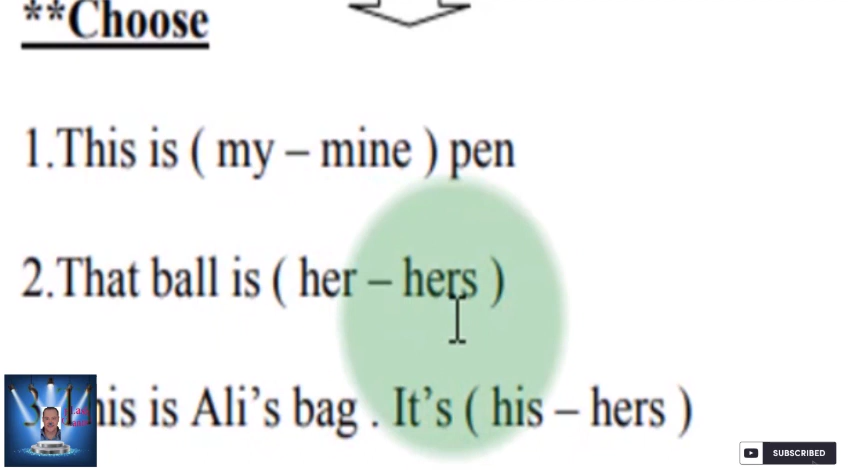 **Choose
1.This is ( my – mine ) pen
2.That ball is ( her – hers )
his is Ali's bag . It's ( his – hers )
SUBSCRIBED